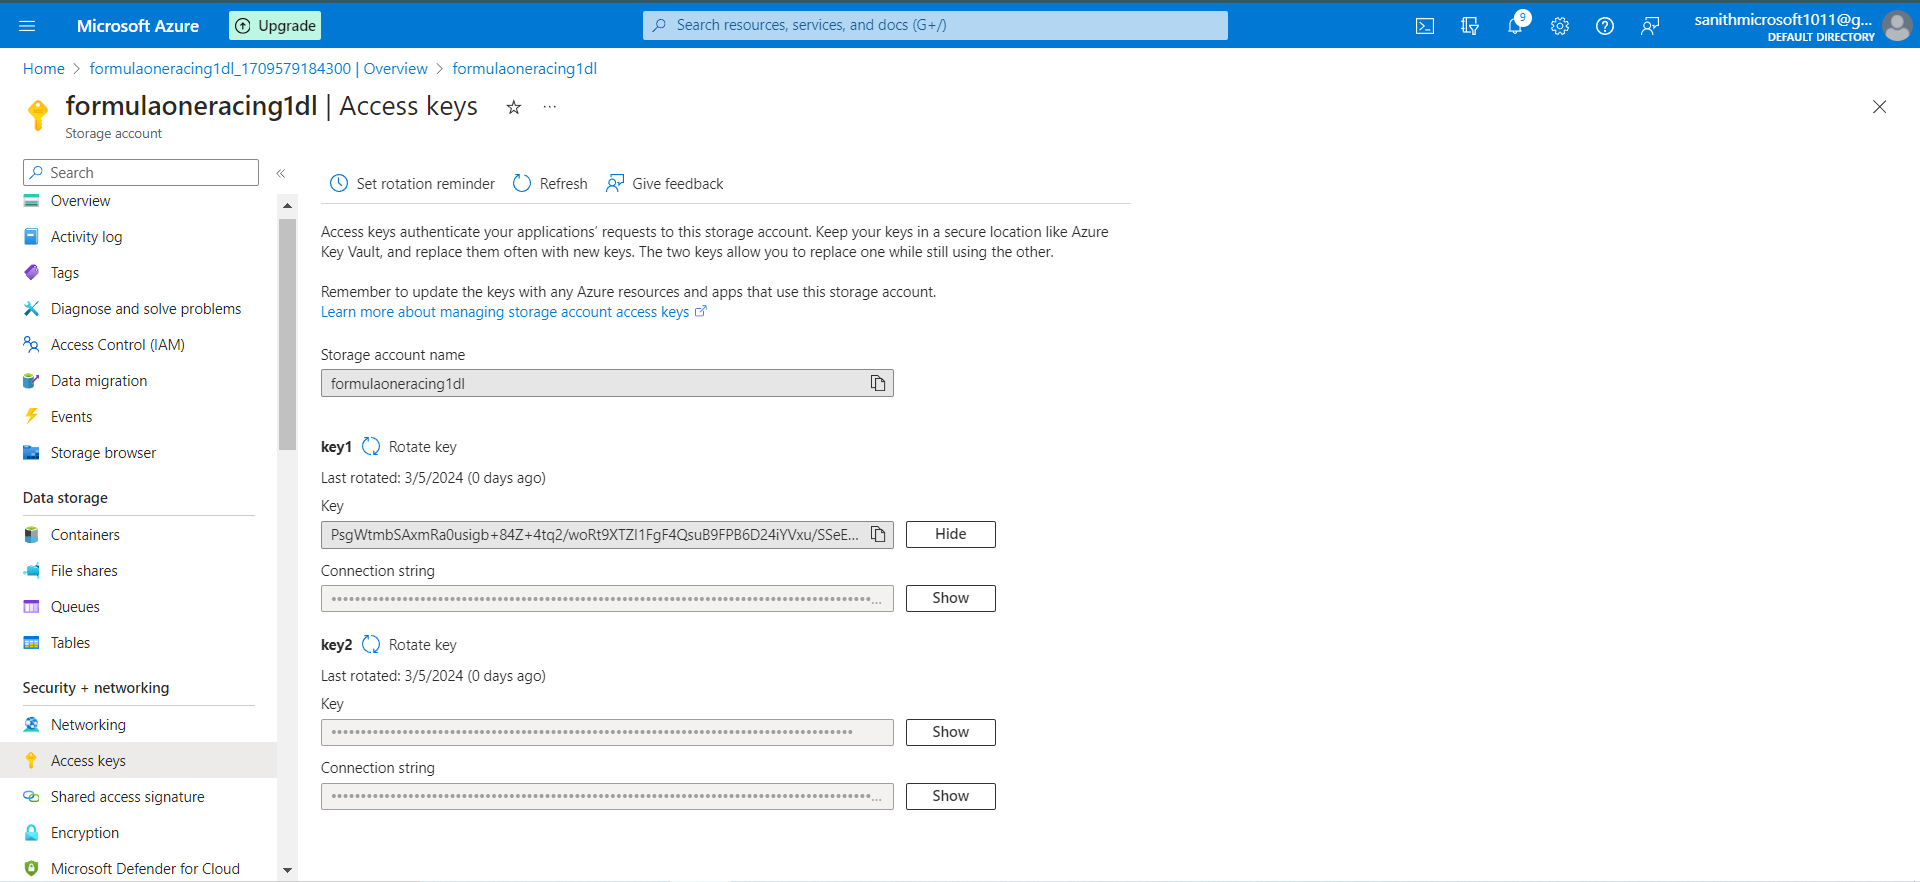 Microsoft Azure
Upgrade
Search resources, services, and docs (G+/)
9
sanithmicrosoft1011@g...
DEFAULT DIRECTORY
Home > formulaoneracing1dl_1709579184300 | Overview > formulaoneracing1dl
formulaoneracing1dl | Access keys
Storage account
Search
Overview
Activity log
Tags
Diagnose and solve problems
Access Control (IAM)
Data migration
Events
Storage browser
Data storage
Containers
File shares
Queues
Tables
Security + networking
Networking
Access keys
Shared access signature
Encryption
Microsoft Defender for Cloud
Set rotation reminder
Refresh
Give feedback
Access keys authenticate your applications’ requests to this storage account. Keep your keys in a secure location like Azure
Key Vault, and replace them often with new keys. The two keys allow you to replace one while still using the other.
Remember to update the keys with any Azure resources and apps that use this storage account.
Learn more about managing storage account access keys
Storage account name
formulaoneracing1dl
key1
Rotate key
Last rotated: 3/5/2024 (0 days ago)
Key
PsgWtmbSAxmRa0usigb+84Z+4tq2/woRt9XTZI1FgF4QsuB9FPB6D24iYVxu/SSeE...
Hide
Connection string
Show
key2
Rotate key
Last rotated: 3/5/2024 (0 days ago)
Key
Show
Connection string
Show